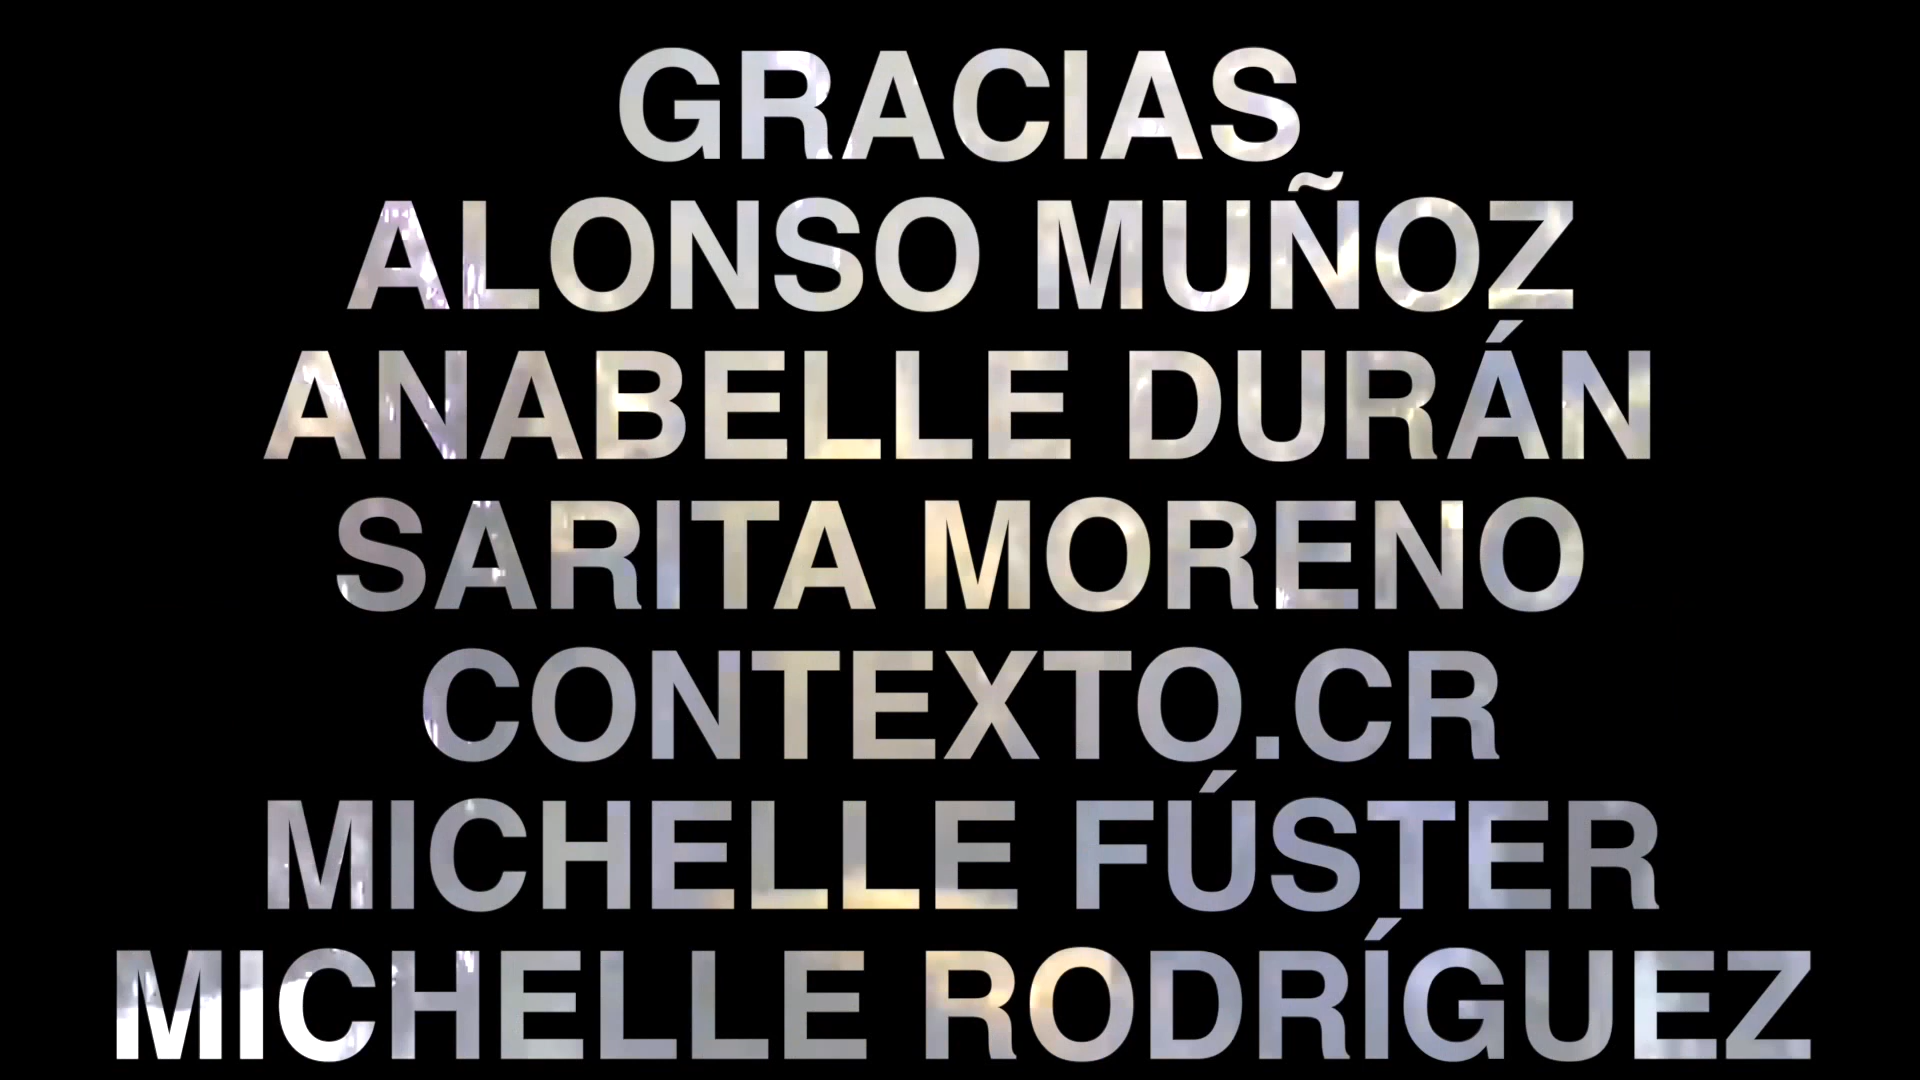 GRACIAS
ALONSO MUÑOZ
ANABELLE DURÁN
SARITA MORENO
CONTEXTO.CR
MICHELLE FÚSTER
MICHELLE RODRÍGUEZ